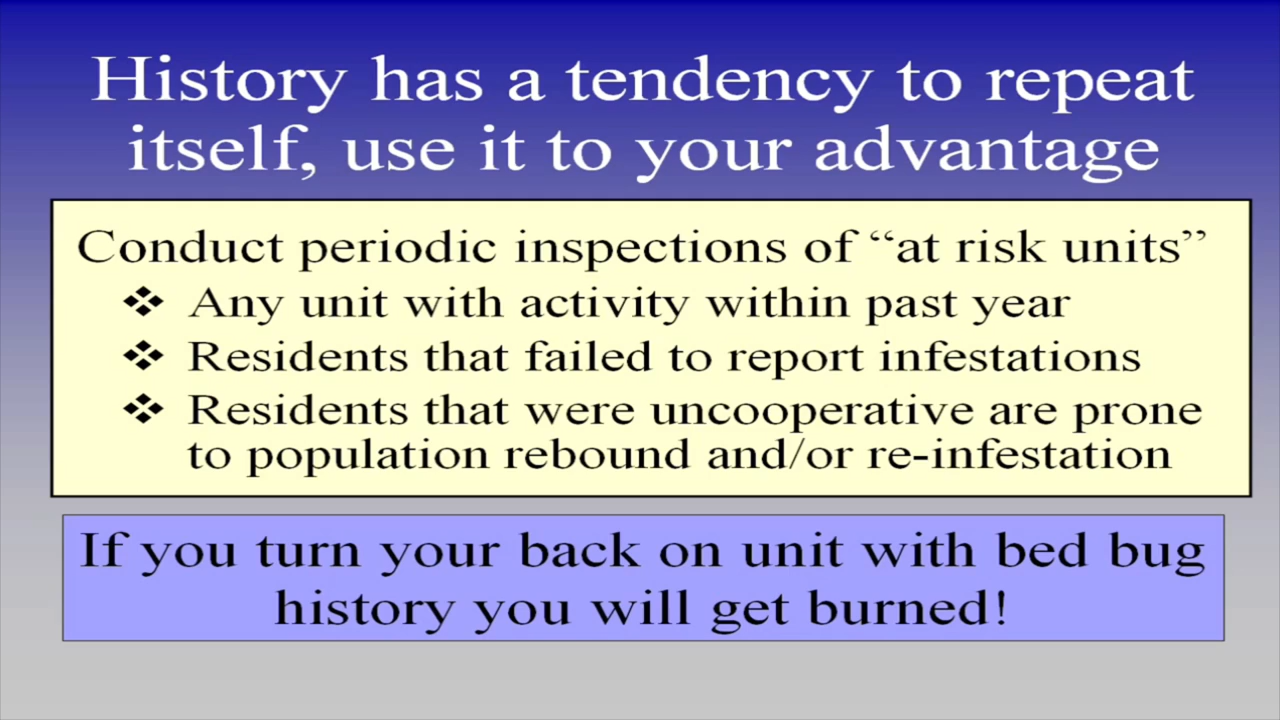 History has a tendency to repeat
itself, use it to your advantage
Conduct periodic inspections of “at risk units”
❖ Any unit with activity within past year
❖ Residents that failed to report infestations
❖ Residents that were uncooperative are prone
to population rebound and/or re-infestation
If you turn your back on unit with bed bug
history you will get burned!